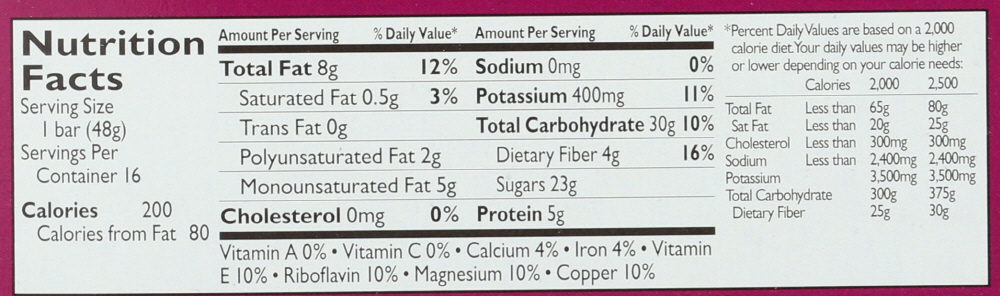 Nutrition
Facts
Serving Size
1 bar (48g)
Servings Per
Container 16
Calories 200
Calories from Fat 80
Amount Per Serving % Daily Value*
Total Fat 8g 12%
Saturated Fat 0.5g 3%
Trans Fat 0g
Polyunsaturated Fat 2g
Monounsaturated Fat 5g
Cholesterol 0mg 0%
Amount Per Serving % Daily Value*
Sodium 0mg 0%
Potassium 400mg 11%
Total Carbohydrate 30g 10%
Dietary Fiber 4g 16%
Sugars 23g
Protein 5g
Vitamin A 0% • Vitamin C 0% • Calcium 4% • Iron 4% • Vitamin
E 10% • Riboflavin 10% • Magnesium 10% • Copper 10%
*Percent Daily Values are based on a 2,000
calorie diet. Your daily values may be higher
or lower depending on your calorie needs:
Calories 2,000 2,500
Total Fat Less than 65g 80g
Sat Fat Less than 20g 25g
Cholesterol Less than 300mg 300mg
Sodium Less than 2,400mg 2,400mg
Potassium 3,500mg 3,500mg
Total Carbohydrate 300g 375g
Dietary Fiber 25g 30g